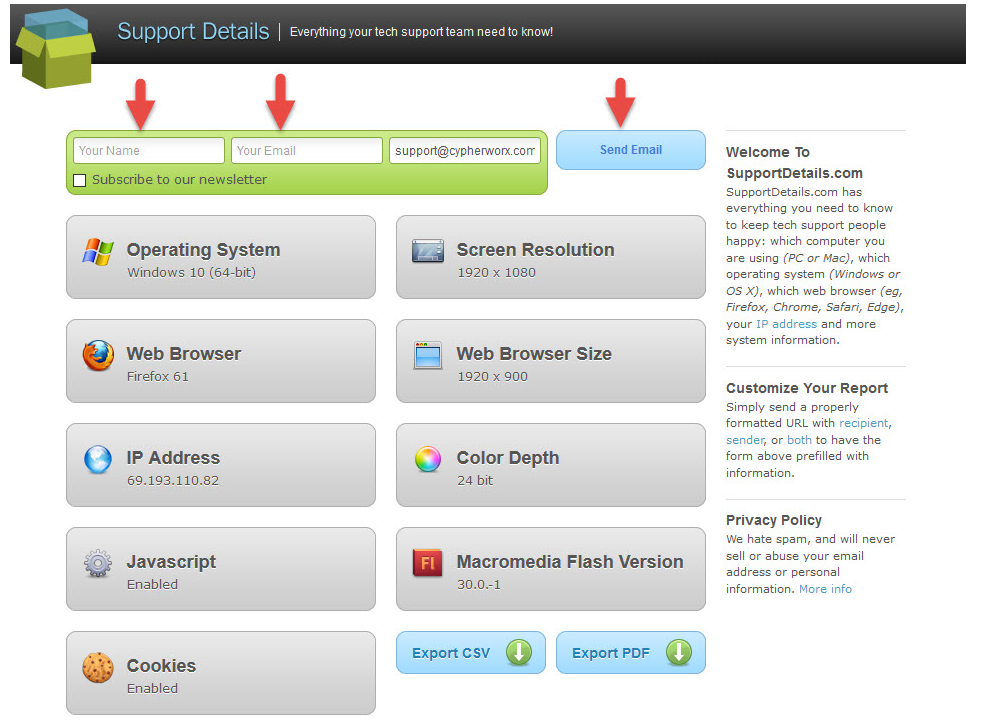 Support Details | Everything your tech support team need to know!
Your Name
Your Email
support@cypherworx.com
Send Email
Subscribe to our newsletter
Operating System
Windows 10 (64-bit)
Screen Resolution
1920 x 1080
Web Browser
Firefox 61
Web Browser Size
1920 x 900
IP Address
69.193.110.82
Color Depth
24 bit
Javascript
Enabled
FI
Macromedia Flash Version
30.0.-1
Cookies
Enabled
Export CSV
Export PDF
Welcome To
SupportDetails.com
SupportDetails.com has
everything you need to know
to keep tech support people
happy: which computer you
are using (PC or Mac), which
operating system (Windows or
OS X), which web browser (eg,
Firefox, Chrome, Safari, Edge),
your IP address and more
system information.
Customize Your Report
Simply send a properly
formatted URL with recipient,
sender, or both to have the
form above prefilled with
information.
Privacy Policy
We hate spam, and will never
sell or abuse your email
address or personal
information. More info